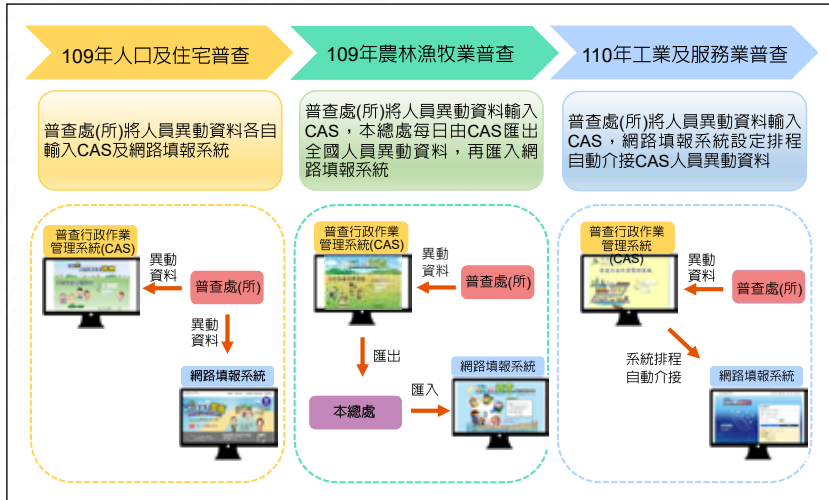 109年人口及住宅普查
109年農林漁牧業普查
110年工業及服務業普查
普查處(所)將人員異動資料各自
輸入CAS及網路填報系統
普查處(所)將人員異動資料輸入
CAS，本總處每日由CAS匯出
全國人員異動資料，再匯入網
路填報系統
普查處(所)將人員異動資料輸入
CAS，網路填報系統設定排程
自動介接CAS人員異動資料
普查行政作業
管理系統(CAS)
異動
資料
普查處(所)
異動
資料
網路填報系統
普查行政作業
管理系統(CAS)
異動
資料
普查處(所)
匯出
本總處
匯入
網路填報系統
普查行政作業
管理系統
(CAS)
異動
資料
普查處(所)
系統排程
自動介接
網路填報系統